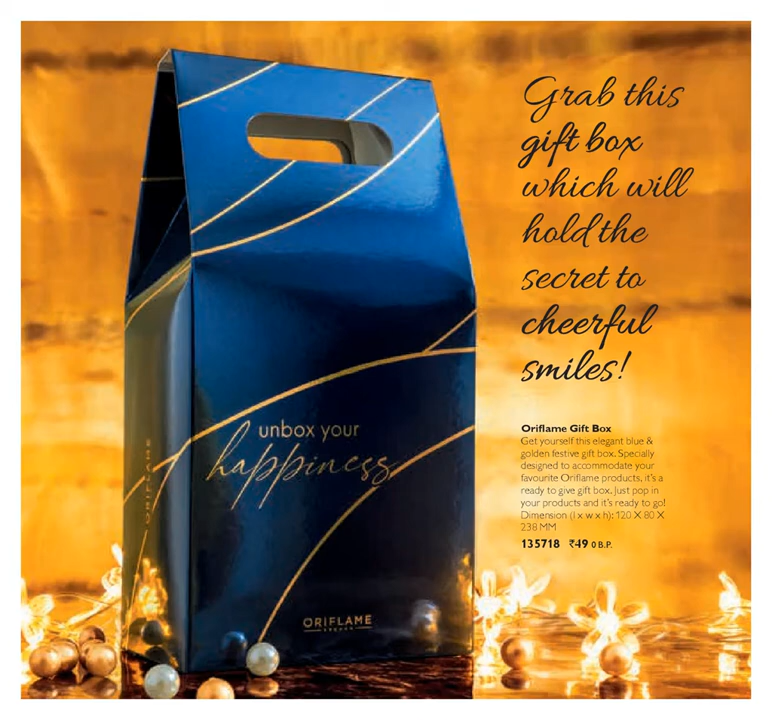 Grab this
gift box
which will
hold the
secret to
cheerful
smiles!
Oriflame Gift Box
Get yourself this elegant blue &
golden festive gift box. Specially
designed to accommodate your
favourite Oriflame products, it's a
ready to give gift box. Just pop in
your products and it's ready to go!
Dimension (l x w x h): 120 X 80 X
238 MM
135718 ₹49 0 B.P.
unbox your
happiness
ORIFLAME
ORIFLAME